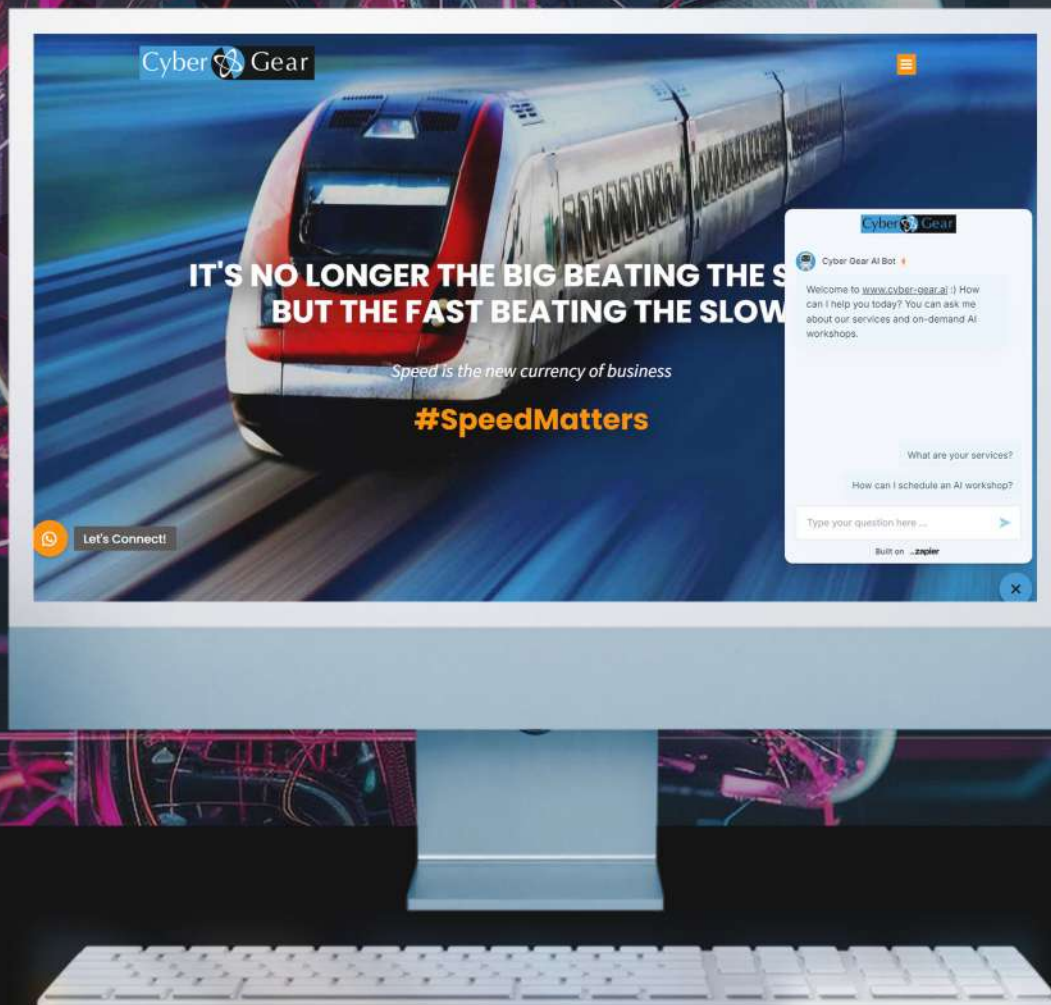 Cyber Gear
IT'S NO LONGER THE BIG BEATING THE S
BUT THE FAST BEATING THE SLOW
Speed is the new currency of business
#SpeedMatters
Let's Connect!
Cyber Gear
Cyber Gear AI Bot
Welcome to www.cyber-gear.ai :) How
can I help you today? You can ask me
about our services and on-demand AI
workshops.
What are your services?
How can I schedule an AI workshop?
Type your question here ...
Built on _zapier